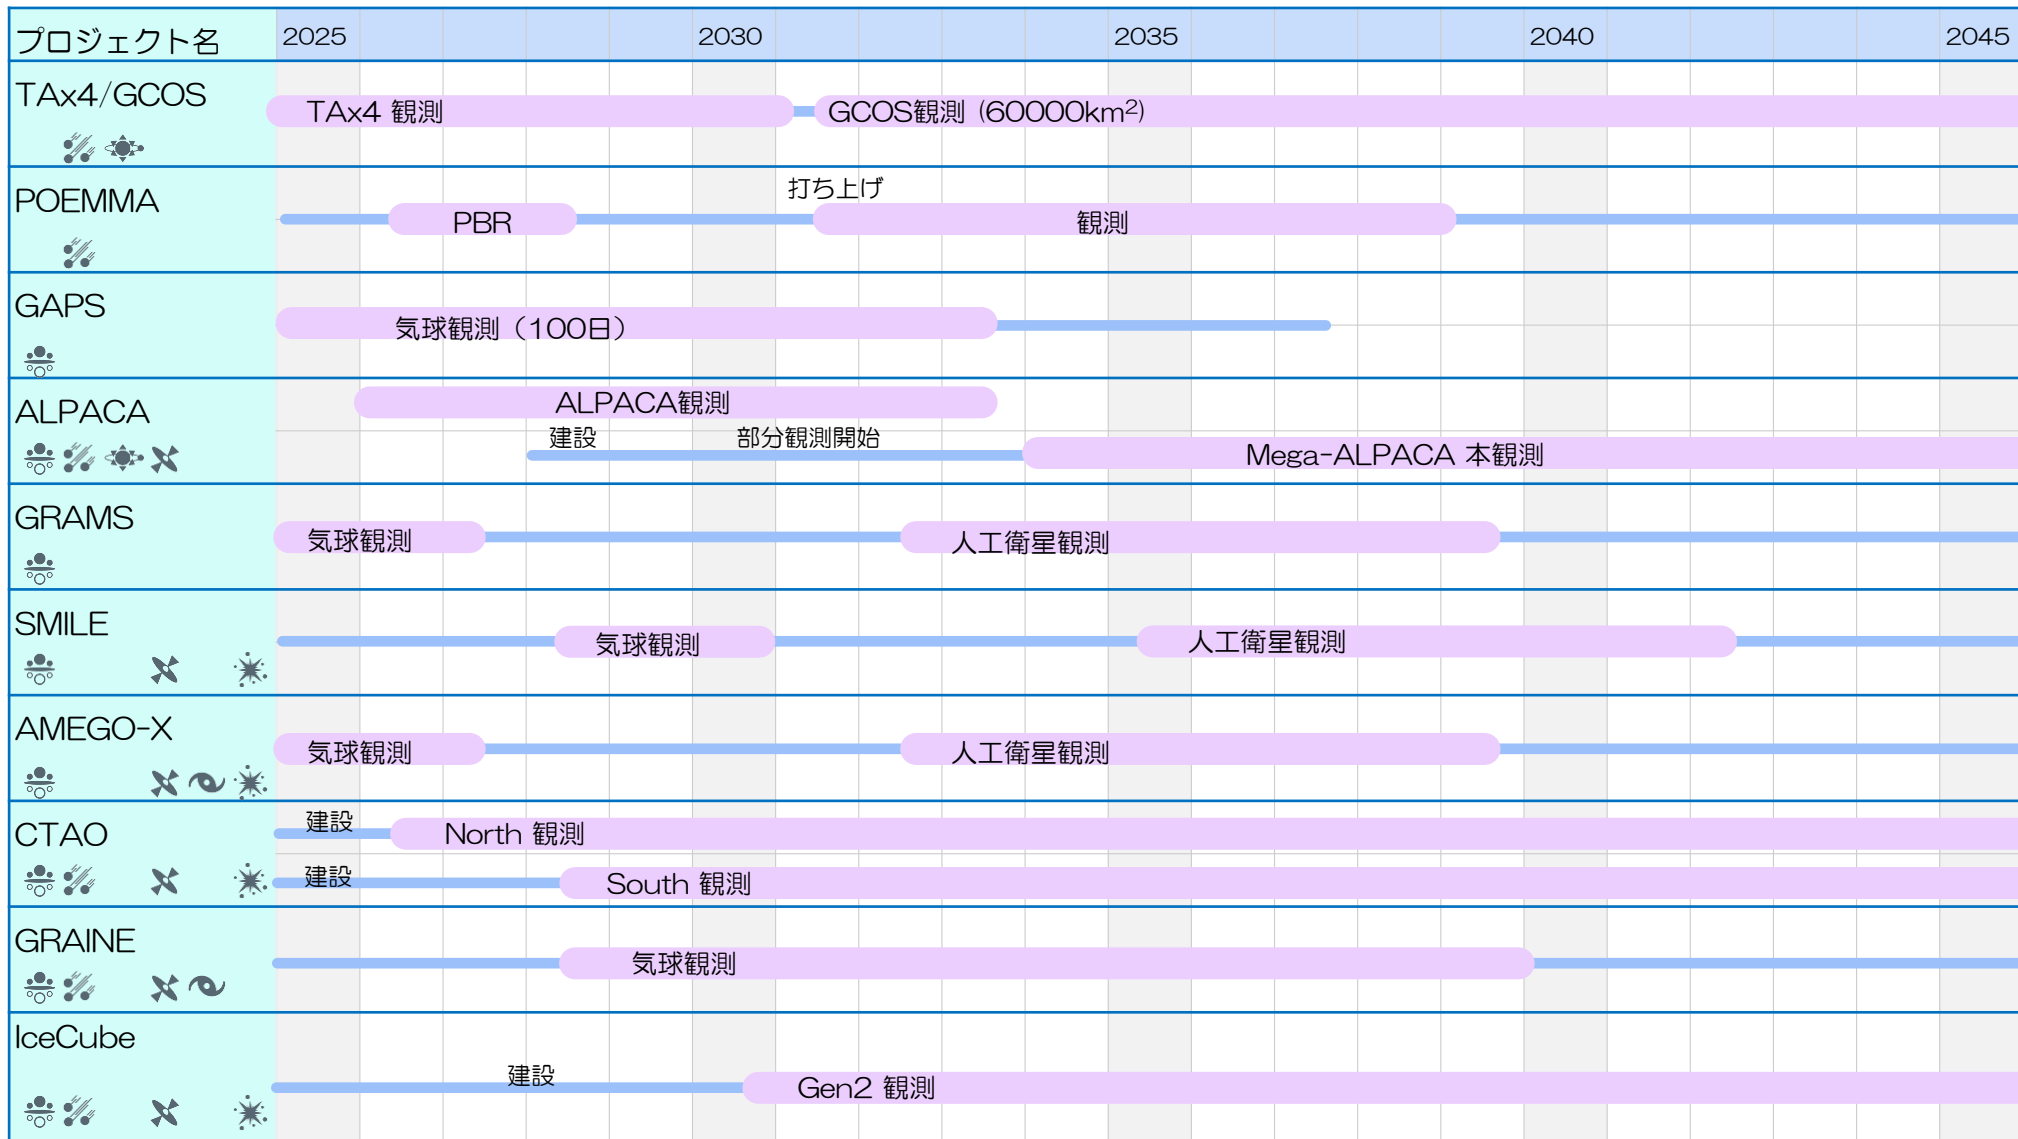 プロジェクト名 2025 2030 2035 2040 2045
TAx4/GCOS
TAx4 観測 GCOS観測 (60000km²)
POEMMA
打ち上げ
PBR 観測
GAPS
気球観測（100日）
ALPACA
ALPACA観測
建設 部分観測開始
Mega-ALPACA 本観測
GRAMS
気球観測 人工衛星観測
SMILE
気球観測 人工衛星観測
AMEGO-X
気球観測 人工衛星観測
CTAO
建設 North 観測
建設 South 観測
GRAINE
気球観測
IceCube
建設
Gen2 観測